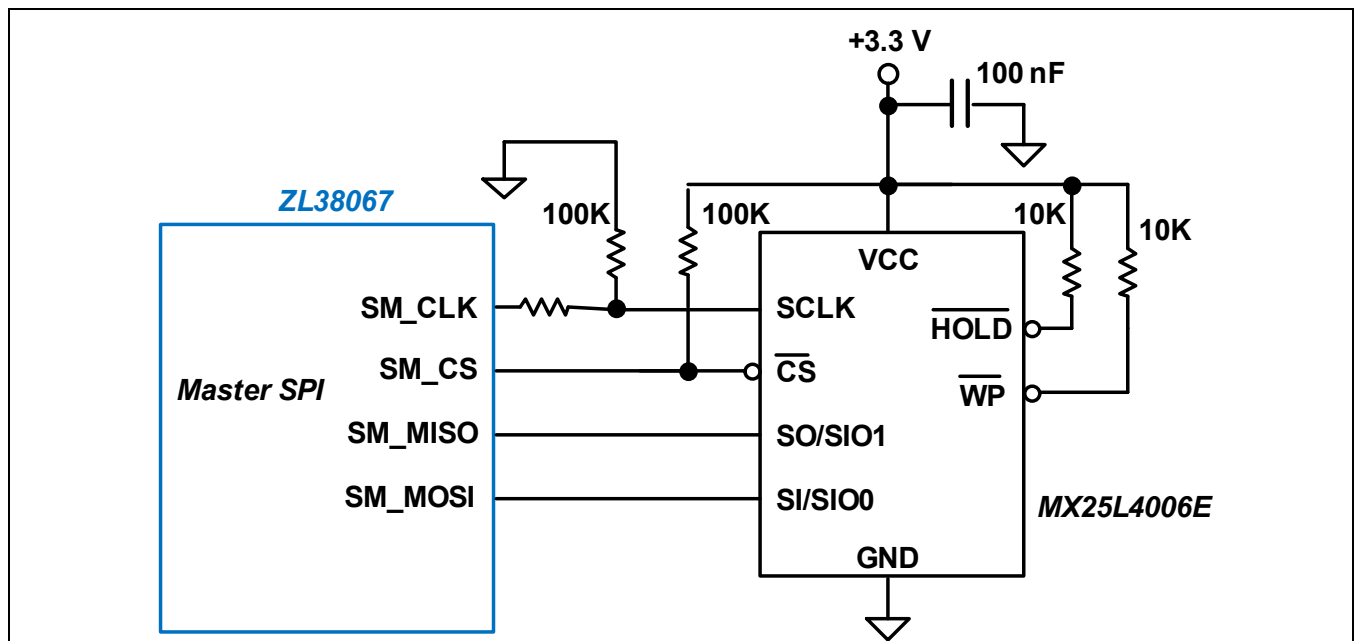 +3.3 V
100 nF
ZL38067
100K
100K
10K
10K
VCC
SM_CLK
SCLK
HOLD
SM_CS
CS
Master SPI
WP
SM_MISO
SO/SIO1
SM_MOSI
SI/SIO0
MX25L4006E
GND